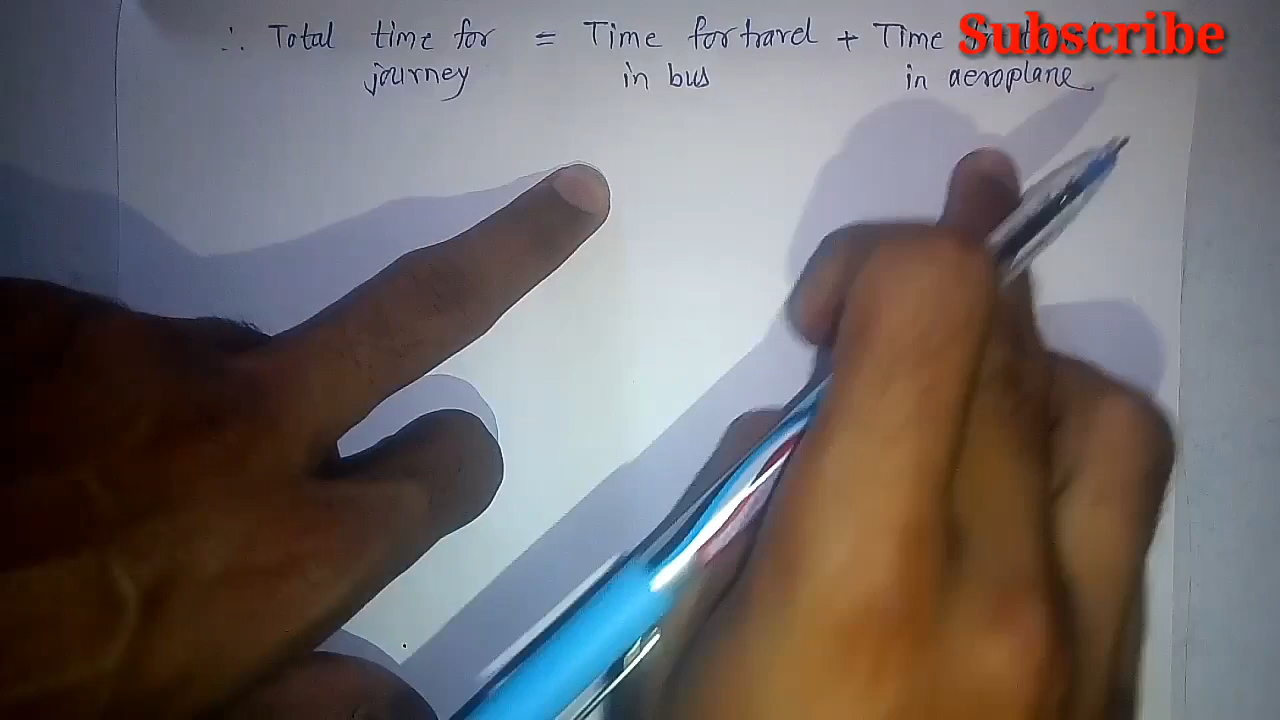 ∴ Total time for = Time for travel + Time Subscribe
journey in bus in aeroplane